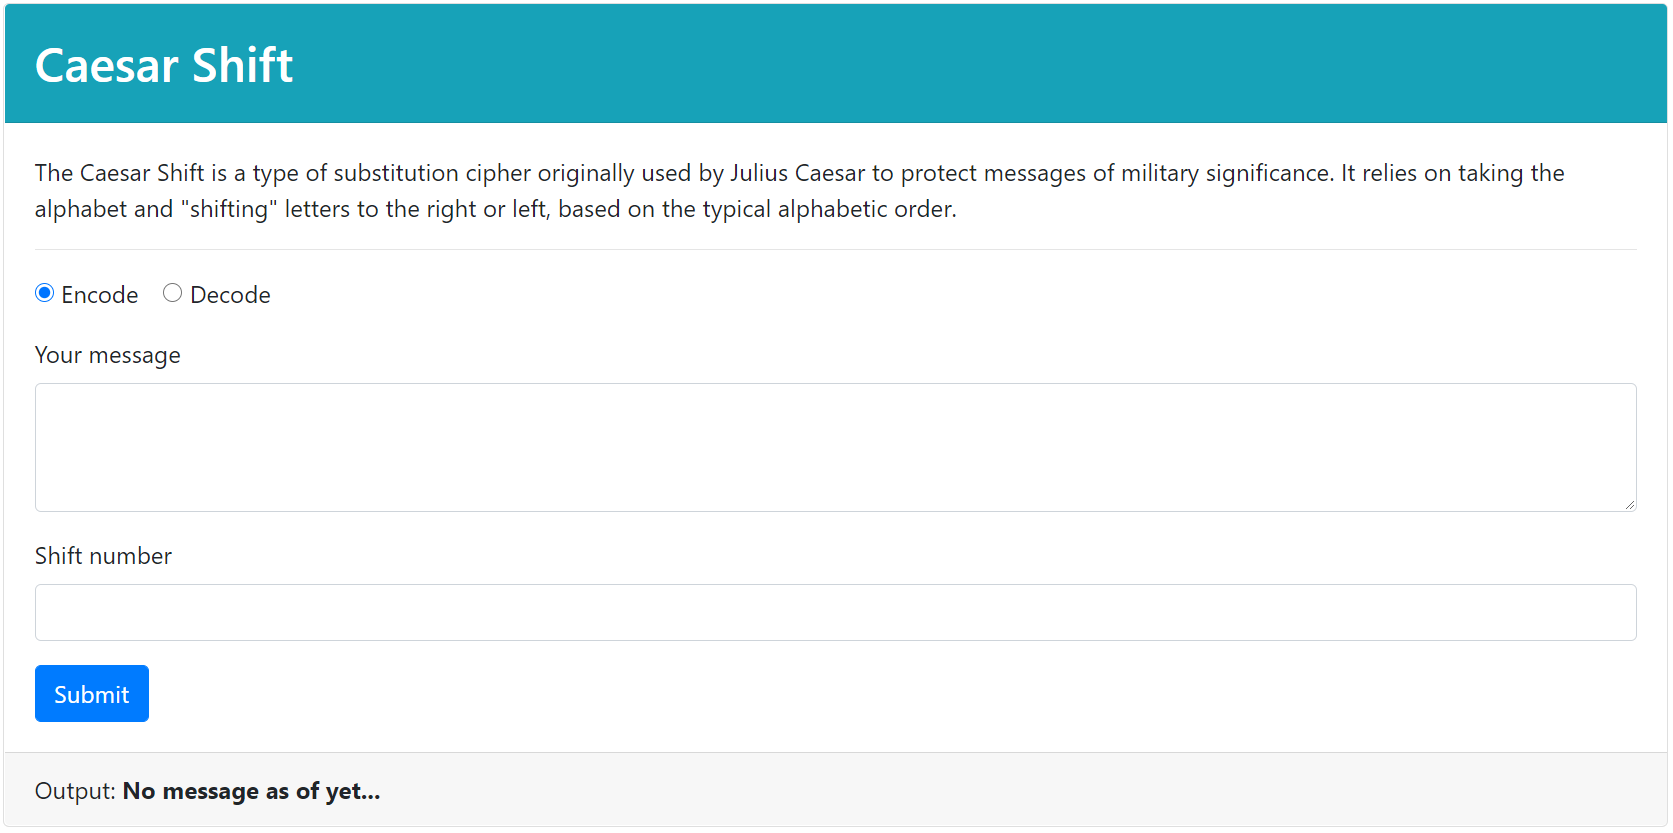 Caesar Shift
The Caesar Shift is a type of substitution cipher originally used by Julius Caesar to protect messages of military significance. It relies on taking the
alphabet and "shifting" letters to the right or left, based on the typical alphabetic order.
Encode Decode
Your message
Shift number
Submit
Output: No message as of yet...